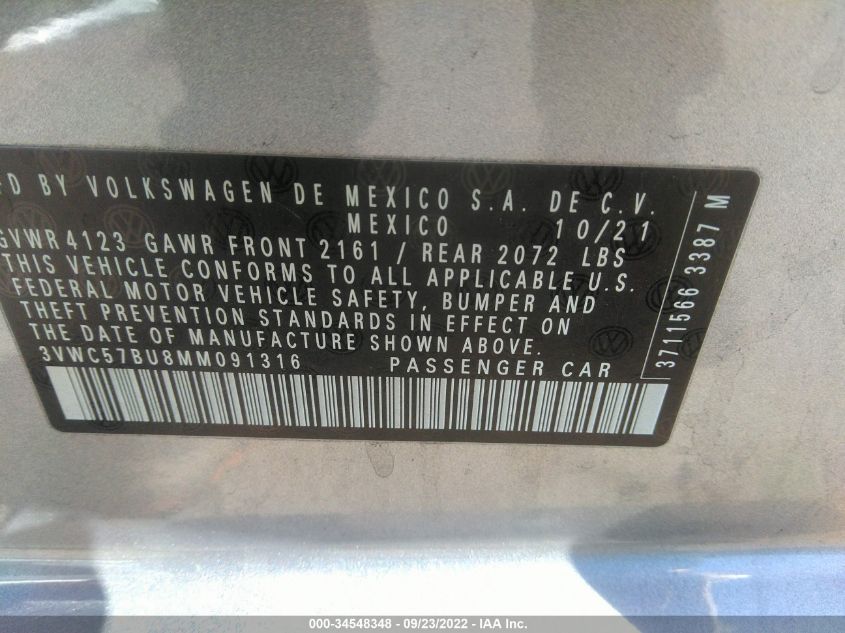 BY VOLKSWAGEN DE MEXICO S.A. DE C.V.
MEXICO 10/21
GVWR 4123 GAWR FRONT 2161 / REAR 2072 LBS
THIS VEHICLE CONFORMS TO ALL APPLICABLE U.S.
FEDERAL MOTOR VEHICLE SAFETY, BUMPER AND
THEFT PREVENTION STANDARDS IN EFFECT ON
THE DATE OF MANUFACTURE SHOWN ABOVE.
3VWC57BU8MM091316 PASSENGER CAR
3711566 3387 M
000-34548348 - 09/23/2022 - IAA Inc.